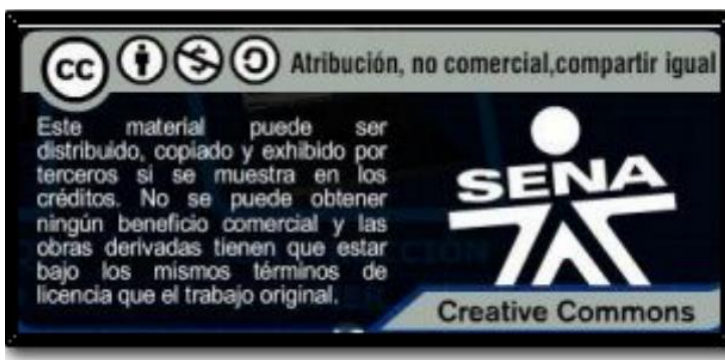 cc Atribución, no comercial,compartir igual
Este material puede ser
distribuido, copiado y exhibido por
terceros si se muestra en los
créditos. No se puede obtener
ningún beneficio comercial y las
obras derivadas tienen que estar
bajo los mismos términos de
licencia que el trabajo original.
SENA
Creative Commons